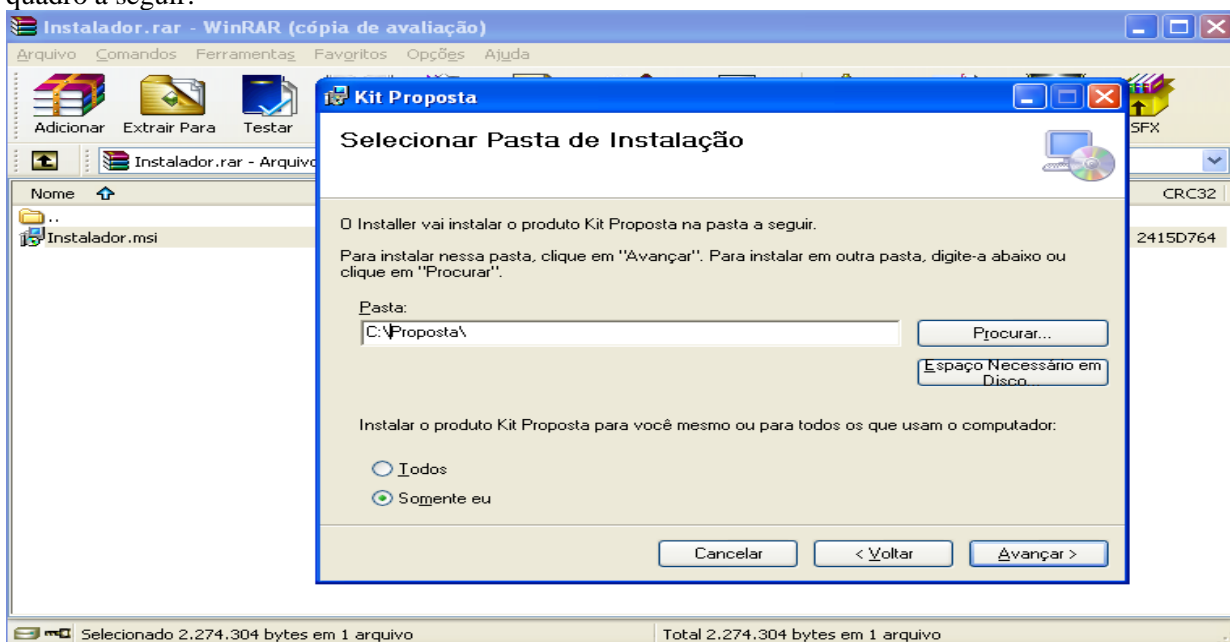 quadro a seguir:
Instalador.rar - WinRAR (cópia de avaliação)
Arquivo Comandos Ferramentas Favoritos Opções Ajuda
Adicionar Extrair Para Testar SFX
Instalador.rar - Arquivo
Nome CRC32
..
Instalador.msi 2415D764
Kit Proposta
Selecionar Pasta de Instalação
O Installer vai instalar o produto Kit Proposta na pasta a seguir.
Para instalar nessa pasta, clique em "Avançar". Para instalar em outra pasta, digite-a abaixo ou
clique em "Procurar".
Pasta:
C:\Proposta\
Procurar...
Espaço Necessário em
Disco...
Instalar o produto Kit Proposta para você mesmo ou para todos os que usam o computador:
Todos
Somente eu
Cancelar < Voltar Avançar >
Selecionado 2.274.304 bytes em 1 arquivo Total 2.274.304 bytes em 1 arquivo